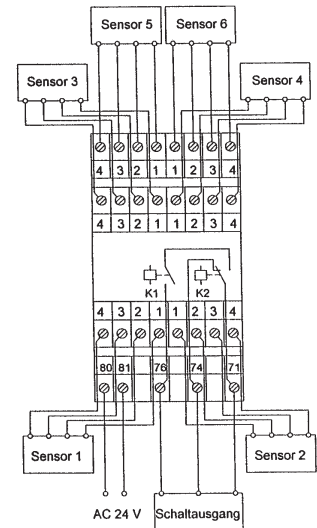 Sensor 5 Sensor 6
Sensor 3 Sensor 4
4 3 2 1 1 2 3 4
4 3 2 1 1 2 3 4
K1 K2
4 3 2 1 1 2 3 4
80 81 76 74 71
Sensor 1 Sensor 2
AC 24 V Schaltausgang